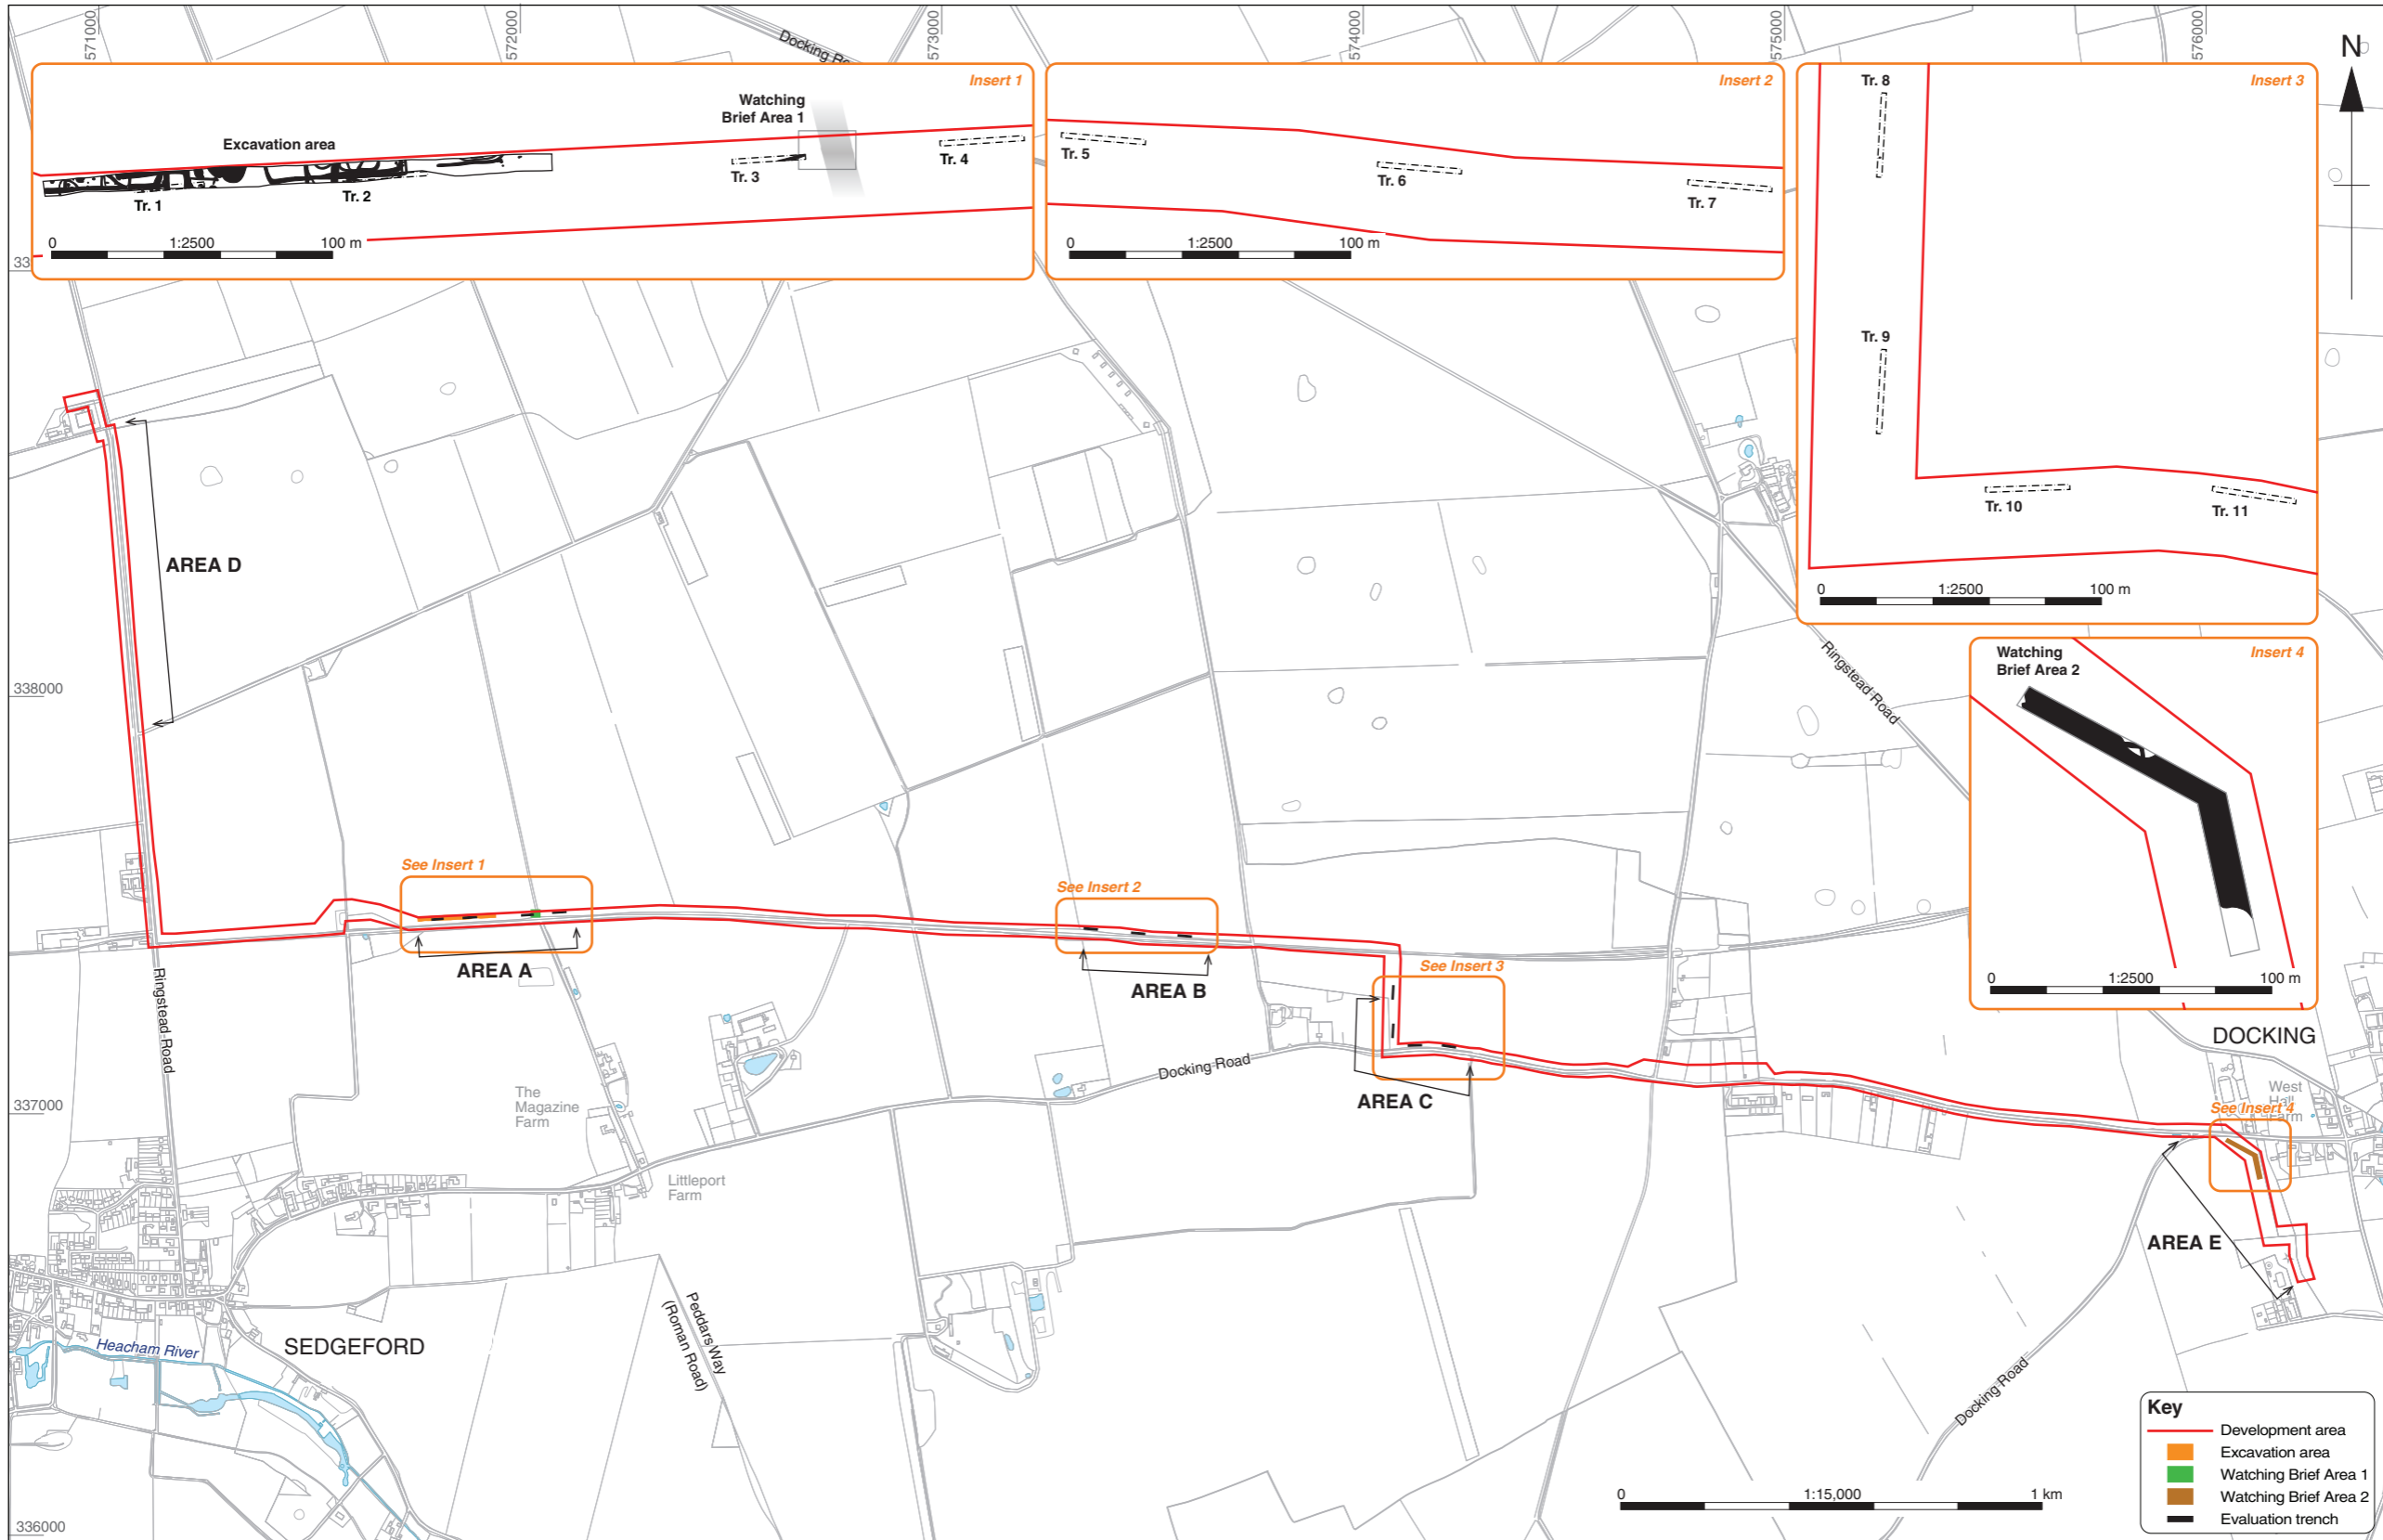 571000
572000
573000
574000
575000
576000
Docking
N
Insert 1
Watching
Brief Area 1
Excavation area
Tr. 1
Tr. 2
Tr. 3
Tr. 4
0
1:2500
100 m
Insert 2
Tr. 5
Tr. 6
Tr. 7
0
1:2500
100 m
Insert 3
Tr. 8
Tr. 9
Tr. 10
Tr. 11
0
1:2500
100 m
Insert 4
Watching
Brief Area 2
0
1:2500
100 m
33
338000
337000
336000
AREA D
See Insert 1
AREA A
See Insert 2
AREA B
See Insert 3
AREA C
See Insert 4
AREA E
Ringstead Road
Ringstead Road
Docking Road
Docking Road
The
Magazine
Farm
Littleport
Farm
DOCKING
West
Hall
Farm
SEDGEFORD
Heacham River
Peddars Way
(Roman Road)
0
1:15,000
1 km
Key
Development area
Excavation area
Watching Brief Area 1
Watching Brief Area 2
Evaluation trench